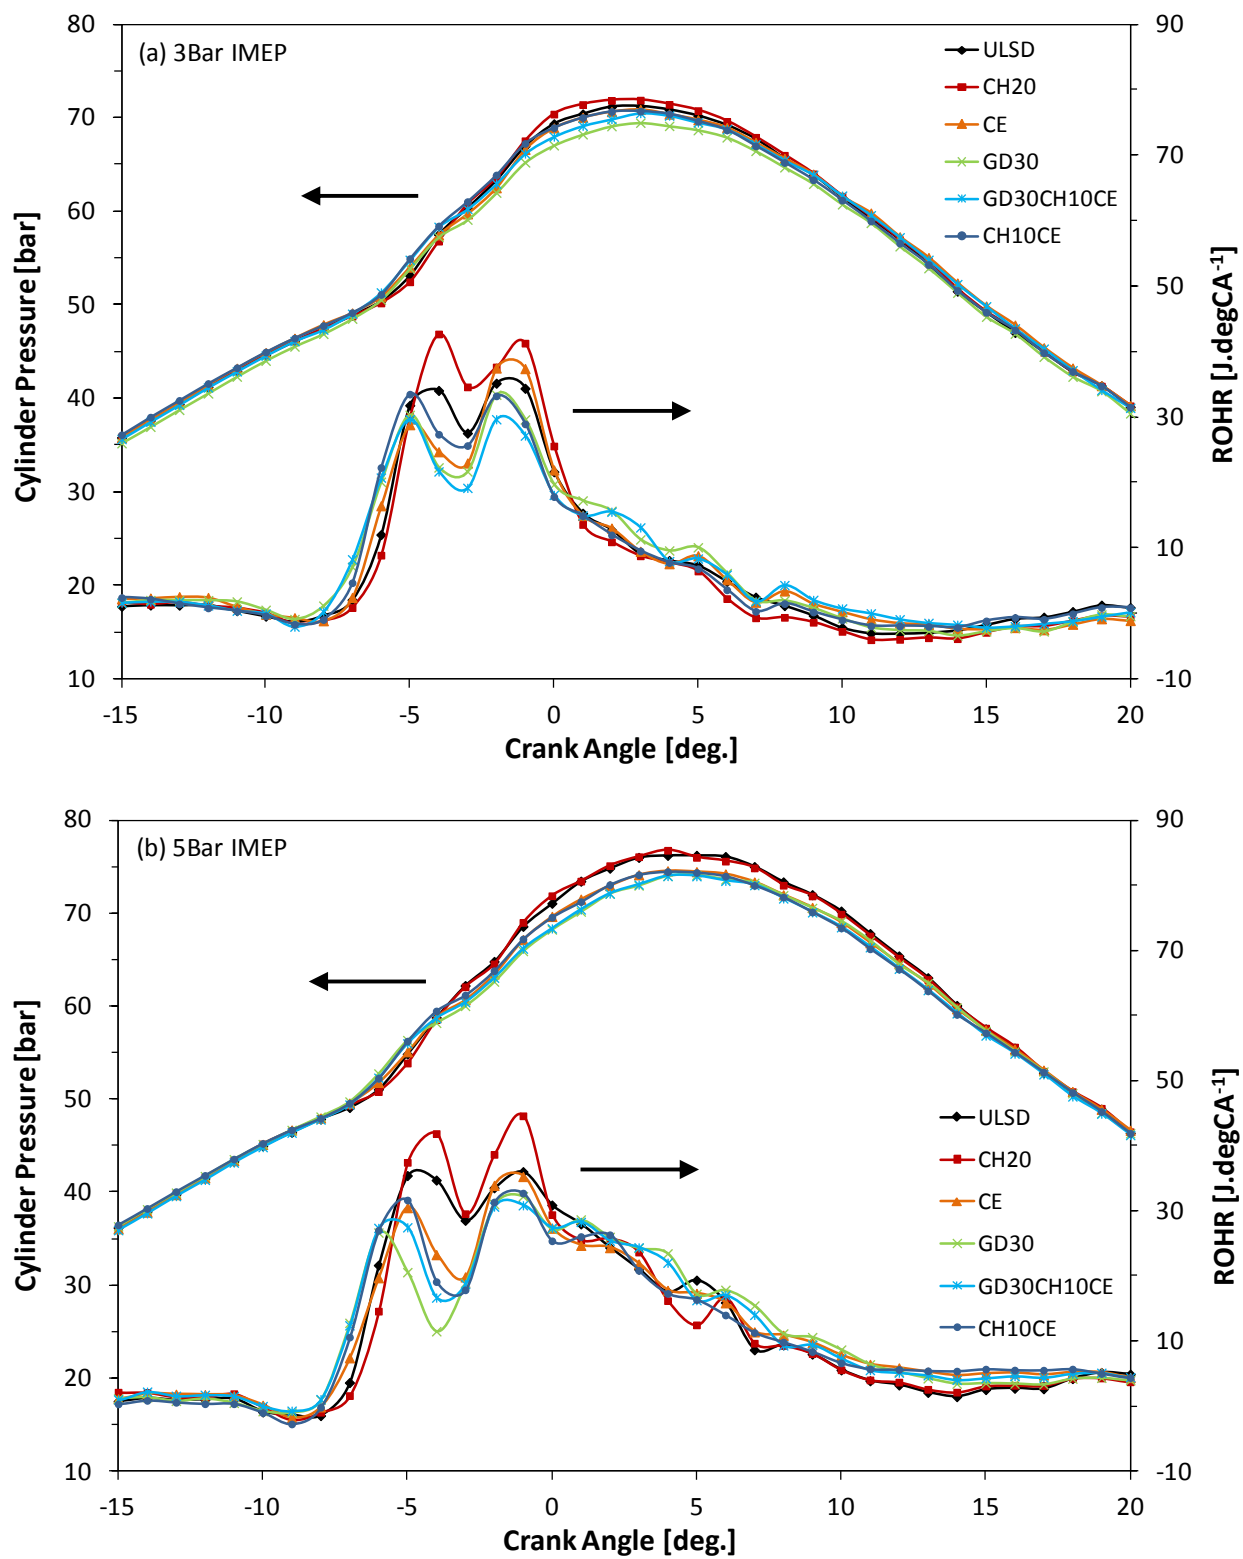 (a) 3Bar IMEP
80
70
60
50
40
30
20
10
90
70
50
30
10
-10
-15
-10
-5
0
5
10
15
20
Cylinder Pressure [bar]
ROHR [J.degCA⁻¹]
Crank Angle [deg.]
ULSD
CH20
CE
GD30
GD30CH10CE
CH10CE
(b) 5Bar IMEP
80
70
60
50
40
30
20
10
90
70
50
30
10
-10
-15
-10
-5
0
5
10
15
20
Cylinder Pressure [bar]
ROHR [J.degCA⁻¹]
Crank Angle [deg.]
ULSD
CH20
CE
GD30
GD30CH10CE
CH10CE